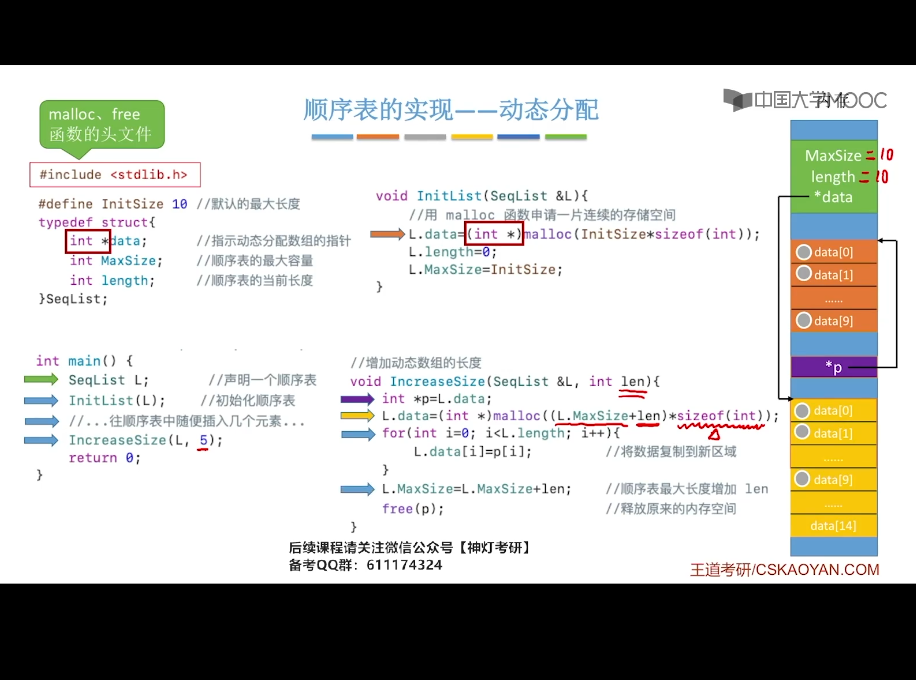 malloc、free
函数的头文件
顺序表的实现——动态分配
中国大学MOOC
内存
#include <stdlib.h>
#define InitSize 10 //默认的最大长度
typedef struct{
int *data; //指示动态分配数组的指针
int MaxSize; //顺序表的最大容量
int length; //顺序表的当前长度
}SeqList;
void InitList(SeqList &L){
//用 malloc 函数申请一片连续的存储空间
L.data=(int *)malloc(InitSize*sizeof(int));
L.length=0;
L.MaxSize=InitSize;
}
int main() {
SeqList L; //声明一个顺序表
InitList(L); //初始化顺序表
//...往顺序表中随便插入几个元素...
IncreaseSize(L, 5);
return 0;
}
//增加动态数组的长度
void IncreaseSize(SeqList &L, int len){
int *p=L.data;
L.data=(int *)malloc((L.MaxSize+len)*sizeof(int));
for(int i=0; i<L.length; i++){
L.data[i]=p[i]; //将数据复制到新区域
}
L.MaxSize=L.MaxSize+len; //顺序表最大长度增加 len
free(p); //释放原来的内存空间
}
MaxSize =10
length =10
*data
data[0]
data[1]
......
data[9]
*p
data[0]
data[1]
......
data[9]
......
data[14]
后续课程请关注微信公众号【神灯考研】
备考QQ群：611174324
王道考研/CSKAOYAN.COM